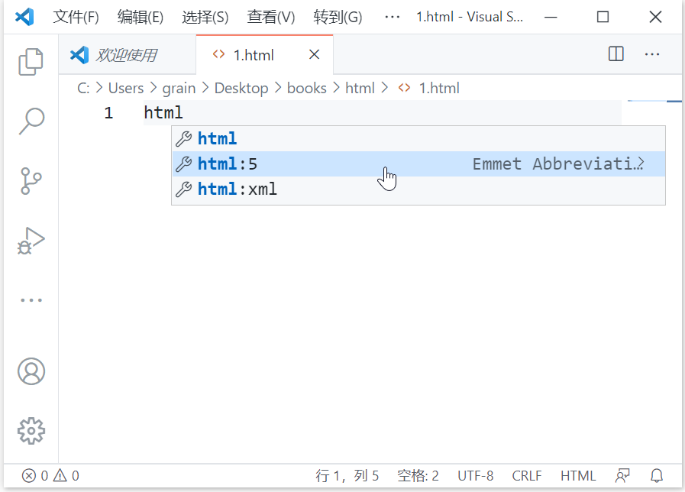 文件(F) 编辑(E) 选择(S) 查看(V) 转到(G) ··· 1.html - Visual S...
欢迎使用 1.html
C: > Users > grain > Desktop > books > html > 1.html
1 html
html
html:5 Emmet Abbreviati...
html:xml
0 0 行 1，列 5 空格: 2 UTF-8 CRLF HTML